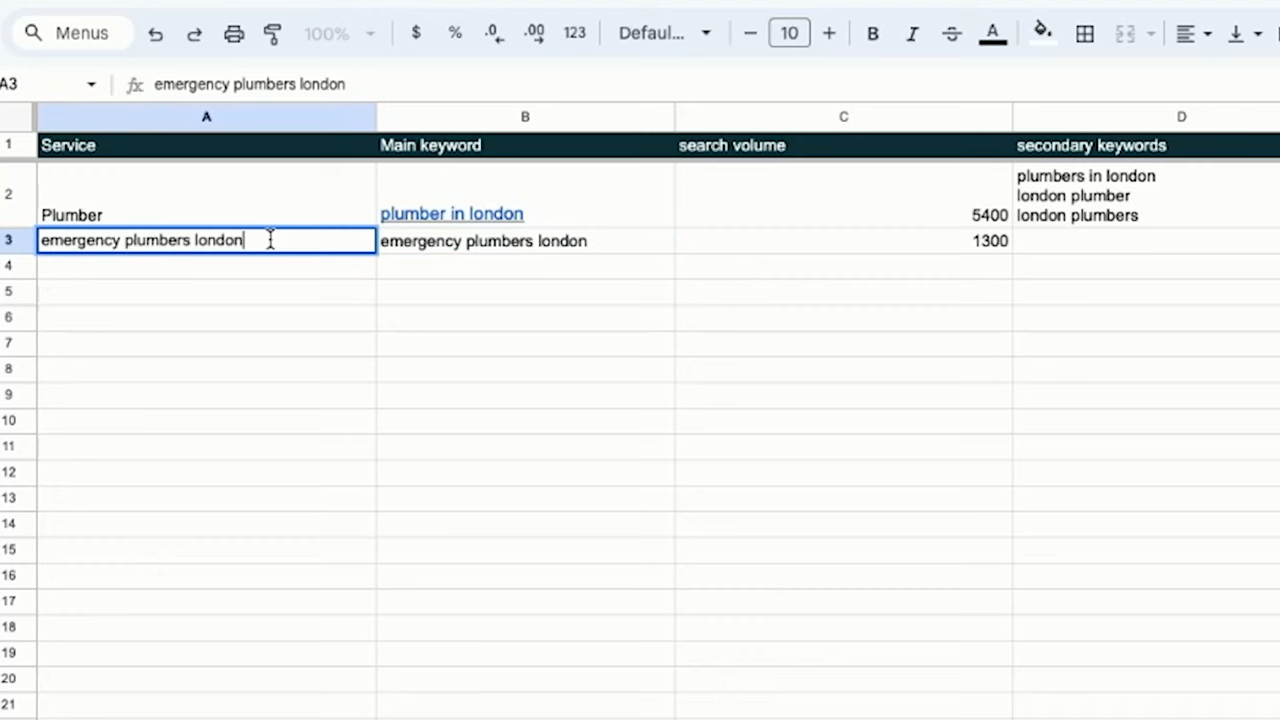 Menus 100% $ % .0 .00 123 Defaul... 10 B I A
A3 fx emergency plumbers london
A B C D
1 Service Main keyword search volume secondary keywords
plumbers in london
2 london plumber
Plumber plumber in london 5400 london plumbers
3 emergency plumbers london emergency plumbers london 1300
4
5
6
7
8
9
10
11
12
13
14
15
16
17
18
19
20
21